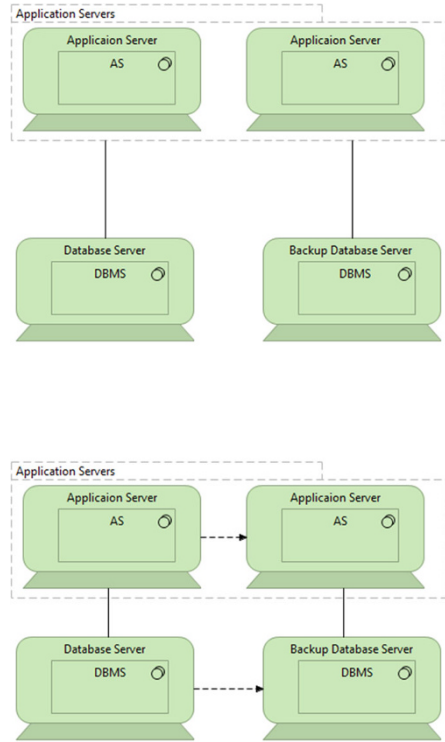 Application Servers
Applicaion Server
Applicaion Server
AS
AS
Database Server
Backup Database Server
DBMS
DBMS
Application Servers
Applicaion Server
Applicaion Server
AS
AS
Database Server
Backup Database Server
DBMS
DBMS